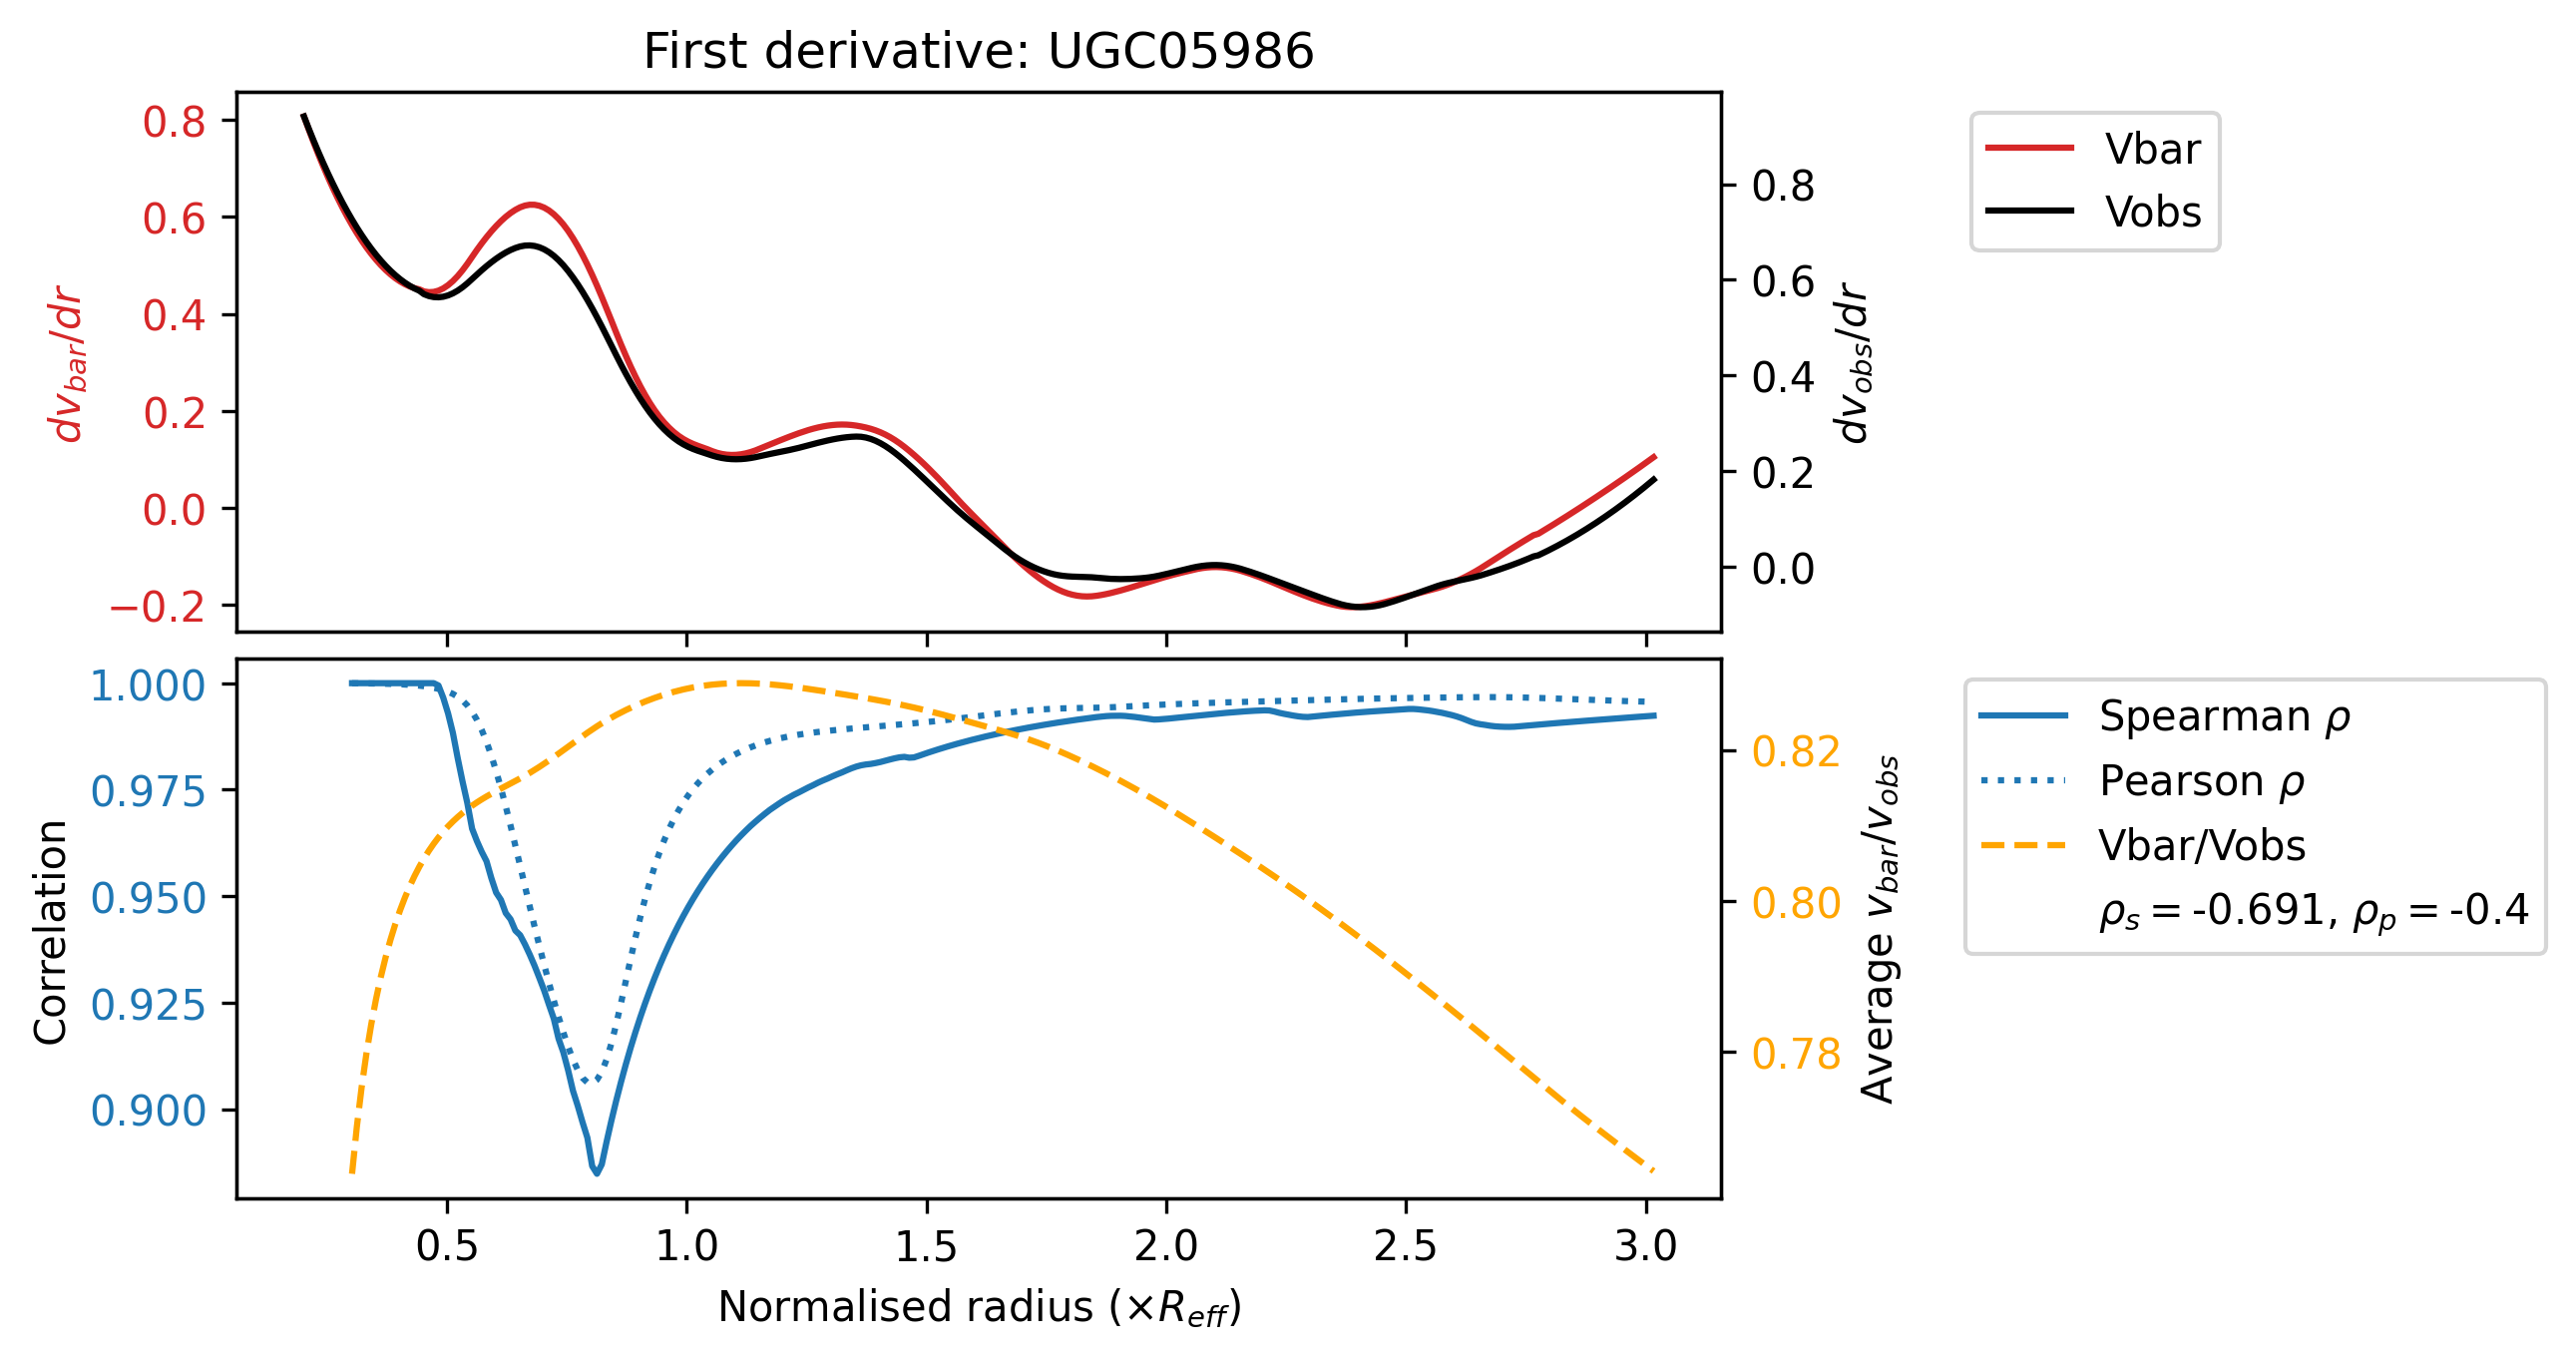 First derivative: UGC05986
0.8
0.6
0.4
0.2
0.0
−0.2
dv_bar/dr
0.8
0.6
0.4
0.2
0.0
dv_obs/dr
Vbar
Vobs
1.000
0.975
0.950
0.925
0.900
Correlation
0.82
0.80
0.78
Average v_bar/v_obs
Spearman ρ
Pearson ρ
Vbar/Vobs
ρ_s = -0.691, ρ_p = -0.4
0.5 1.0 1.5 2.0 2.5 3.0
Normalised radius (×R_eff)